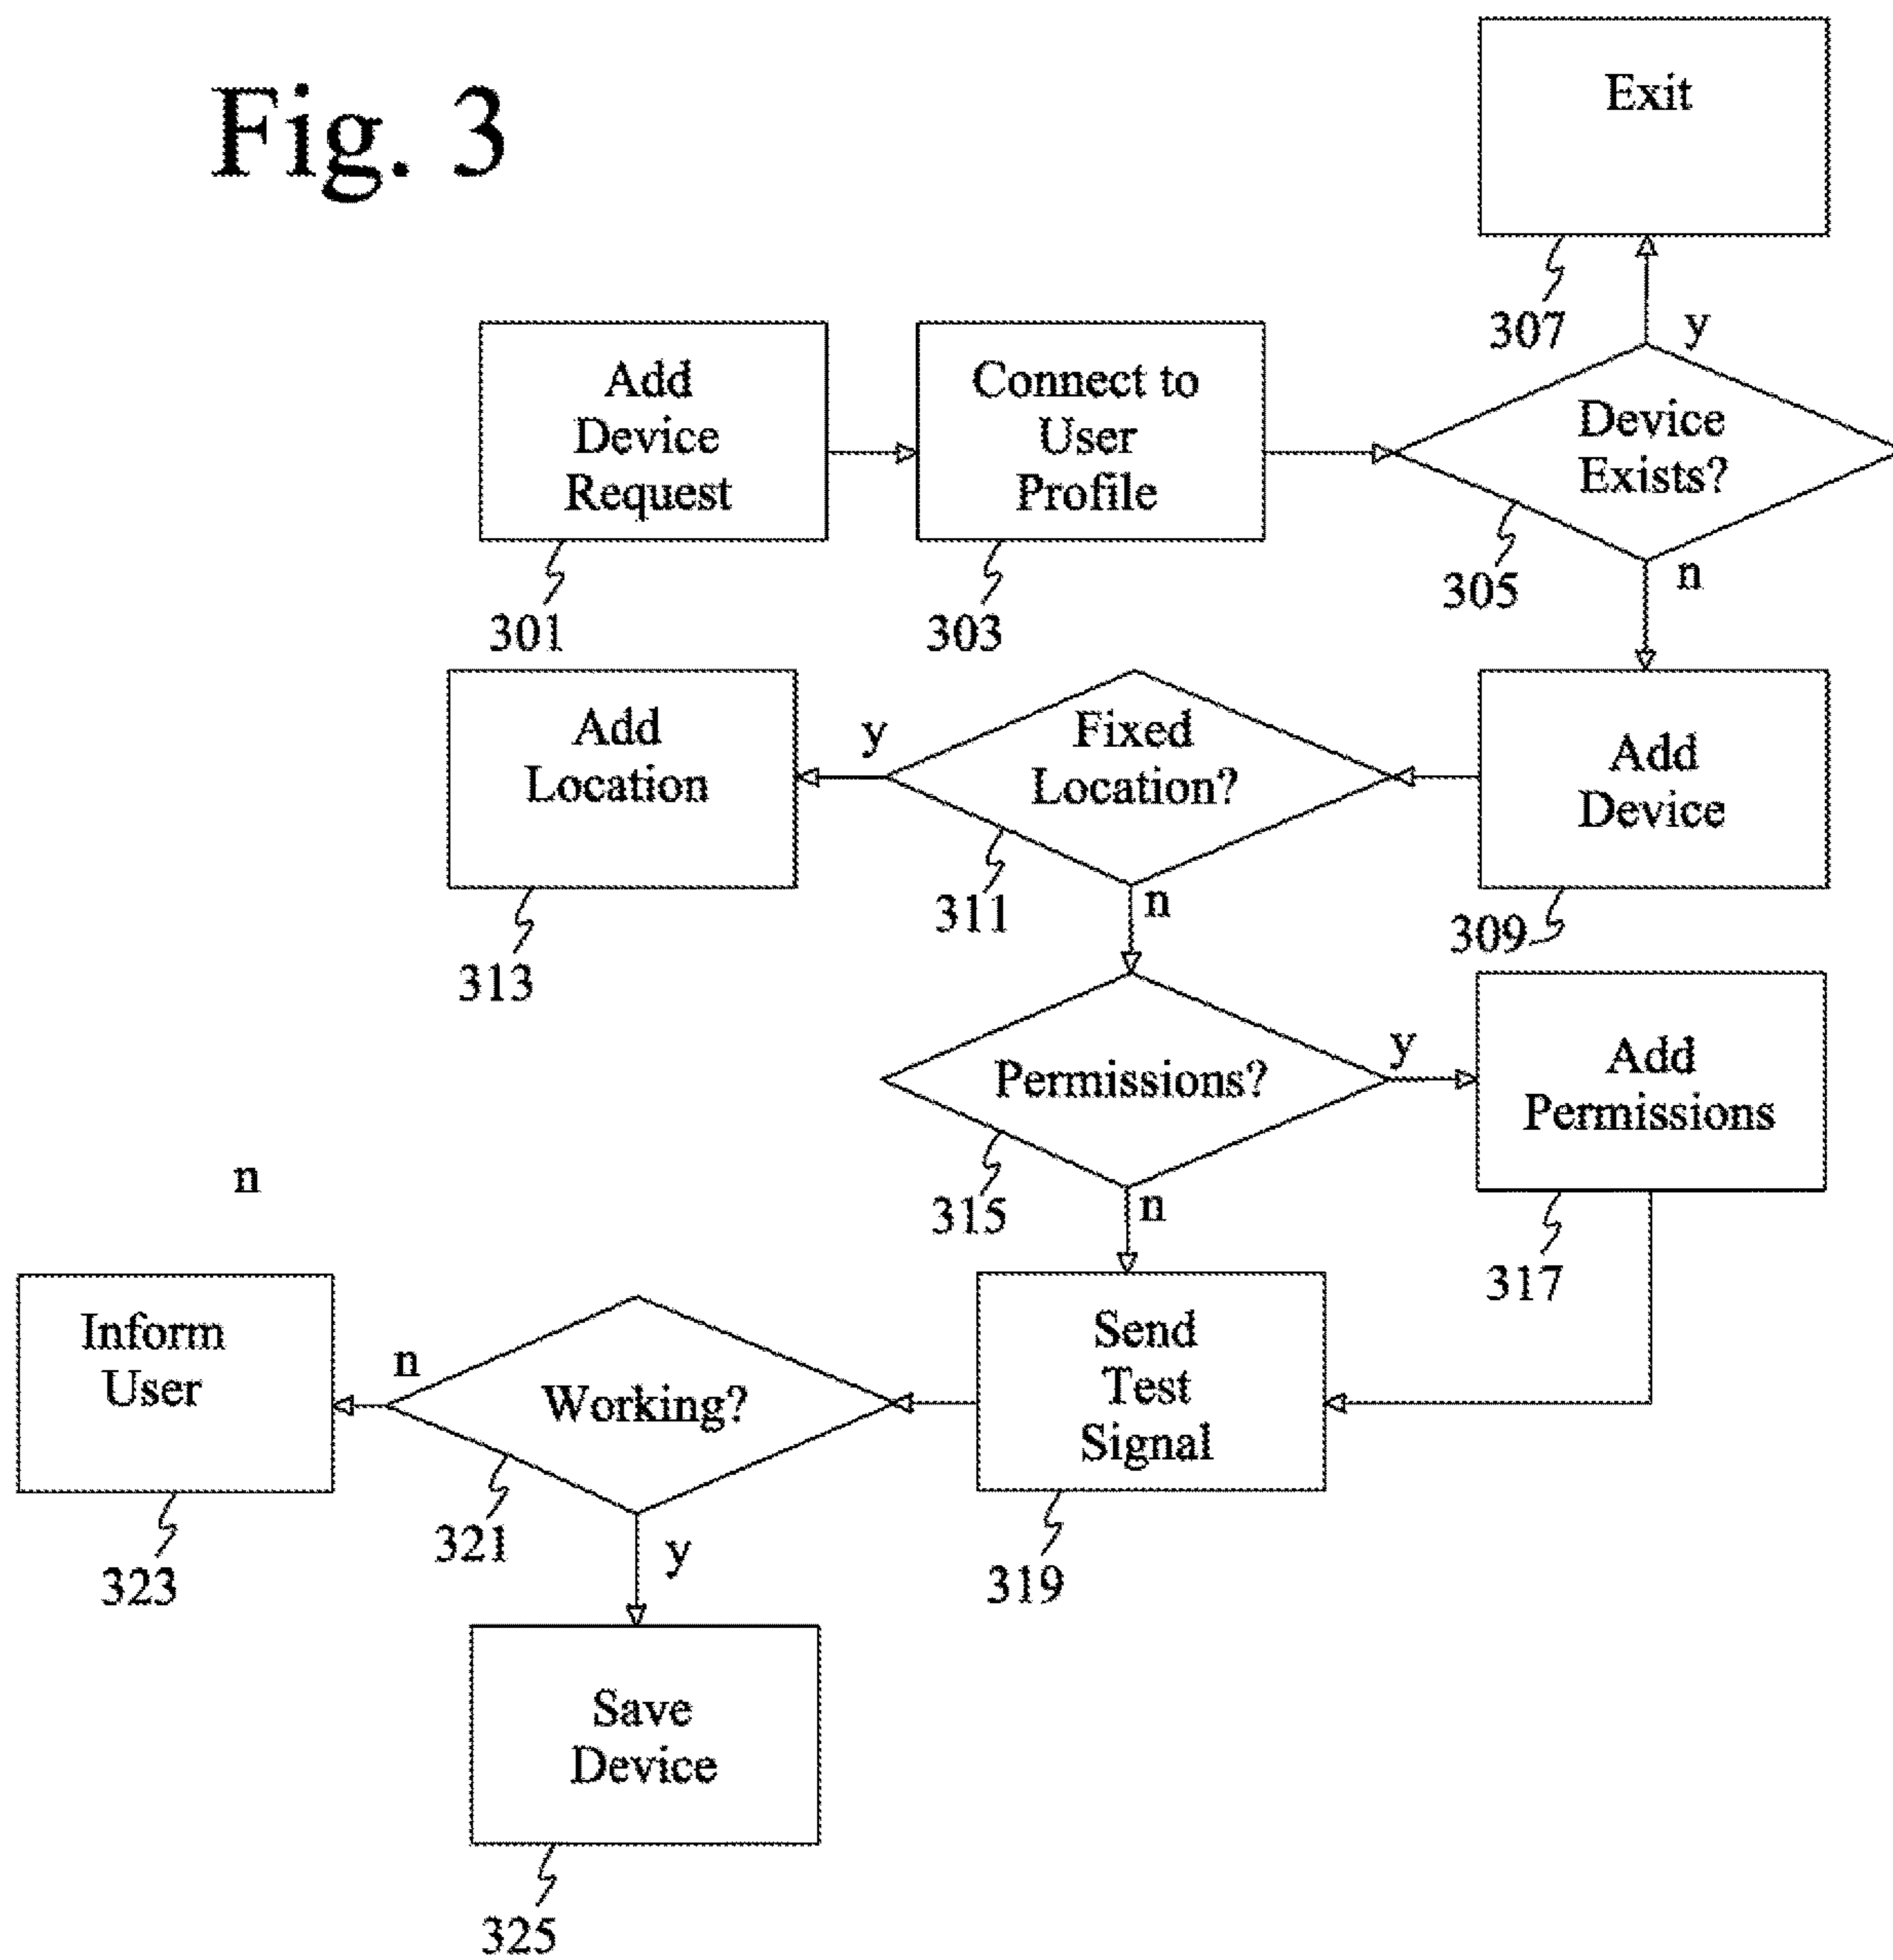 Fig. 3
Exit
307
y
Add
Device
Request
301
Connect to
User
Profile
303
Device
Exists?
305
n
Add
Location
313
y
Fixed
Location?
311
n
Add
Device
309
Permissions?
315
y
n
Add
Permissions
317
n
Inform
User
323
n
Working?
321
y
Send
Test
Signal
319
Save
Device
325